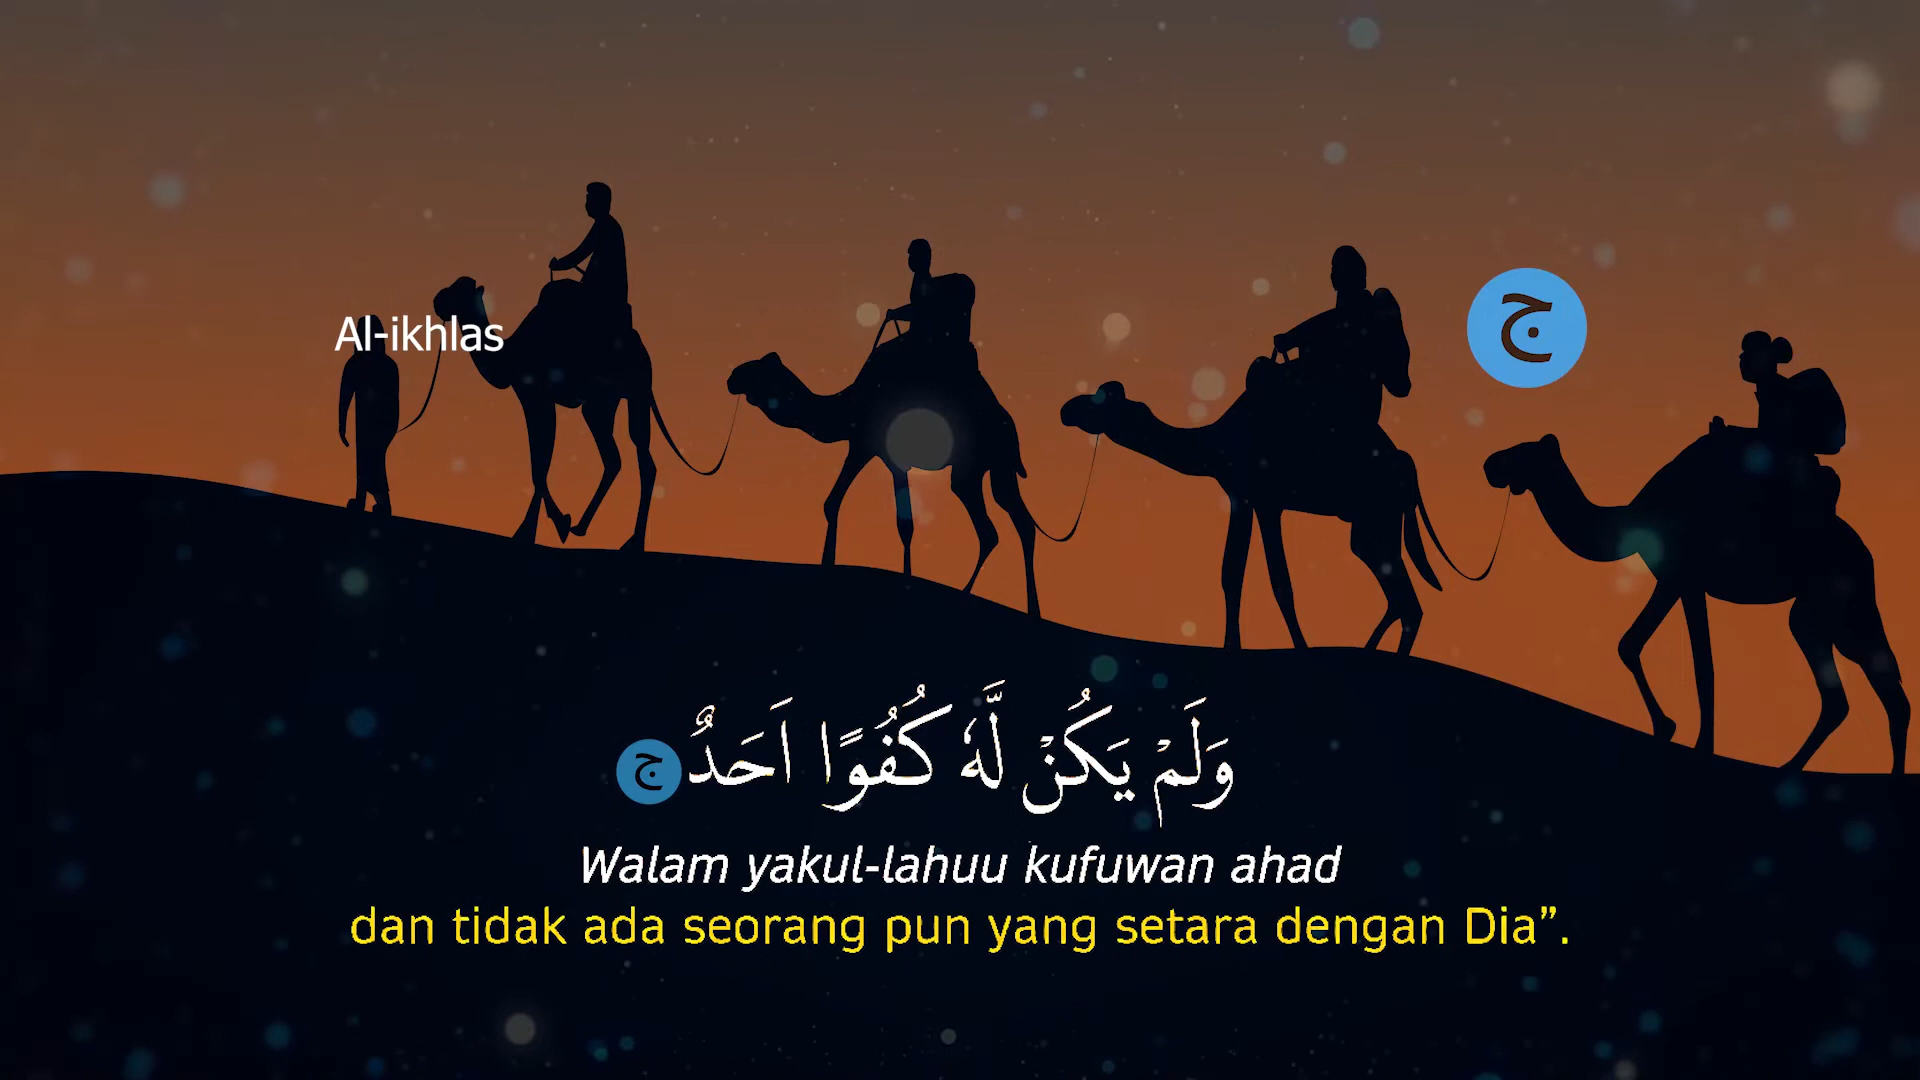 Al-ikhlas
ج
وَلَمْ يَكُنْ لَّهٗ كُفُوًا اَحَدٌ ࣖ ج
Walam yakul-lahuu kufuwan ahad
dan tidak ada seorang pun yang setara dengan Dia”.